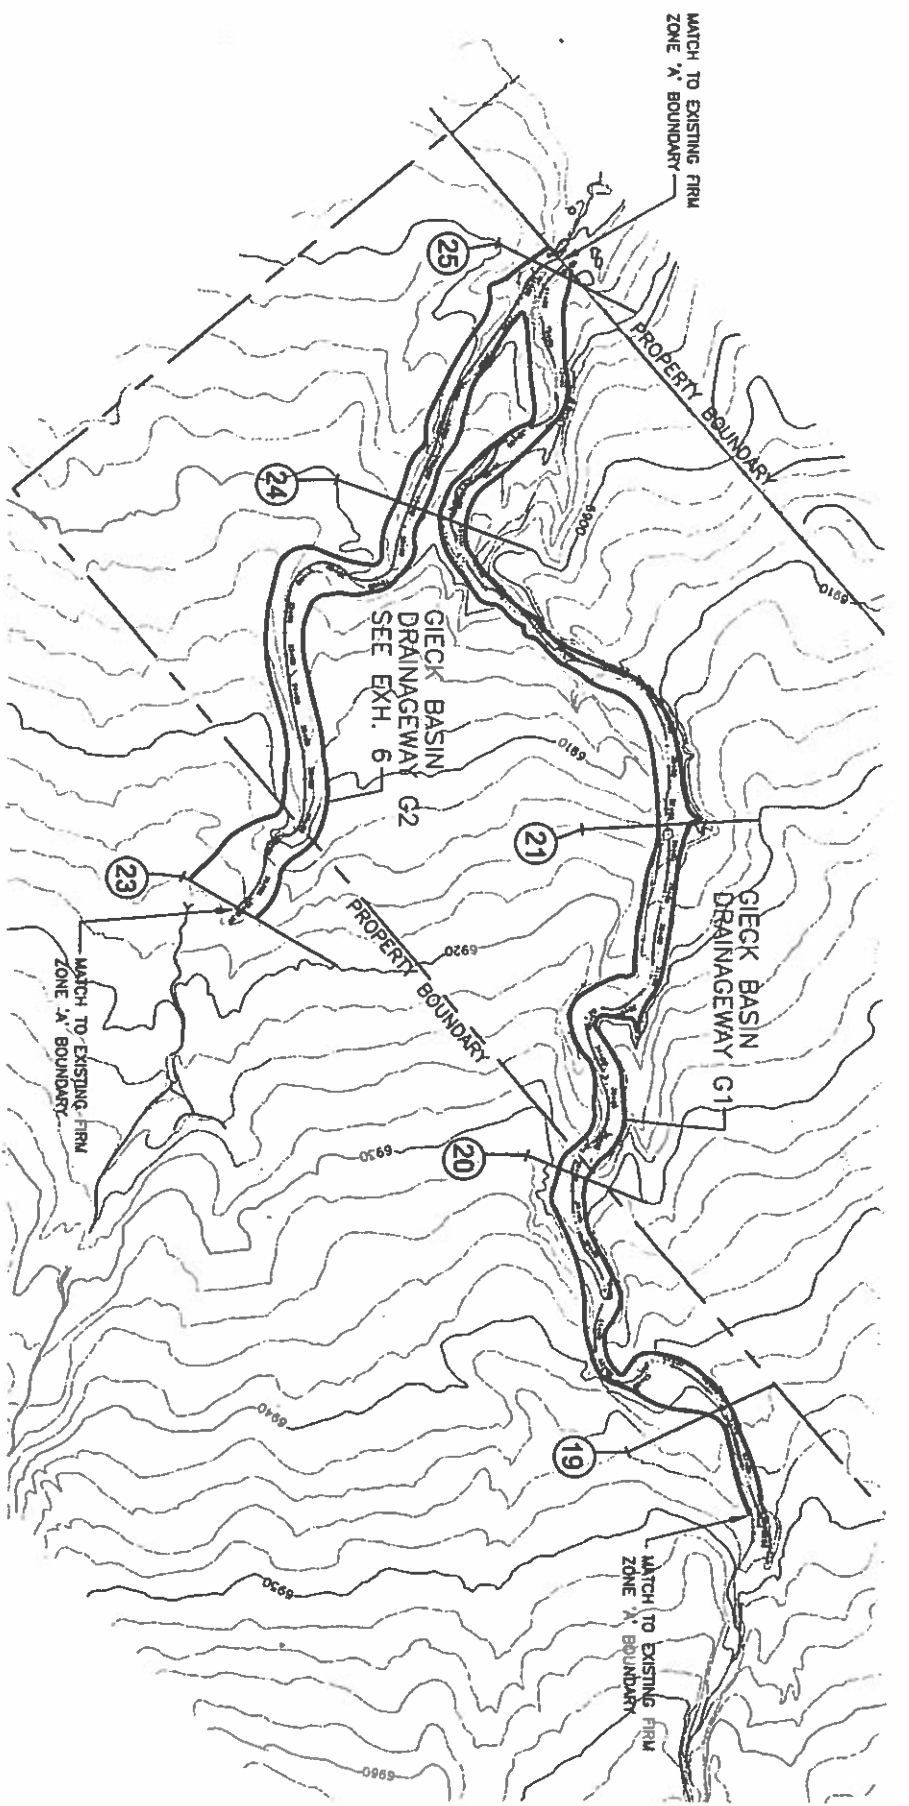 MATCH TO EXISTING FIRM
ZONE 'A' BOUNDARY
25
PROPERTY BOUNDARY
24
6900
6910
GIECK BASIN
DRAINAGEWAY G2
SEE EXH. 6
6910
21
23
GIECK BASIN
DRAINAGEWAY G1
6920
PROPERTY BOUNDARY
MATCH TO EXISTING FIRM
ZONE 'A' BOUNDARY
6930
20
6940
19
MATCH TO EXISTING FIRM
ZONE 'A' BOUNDARY
6950
6960